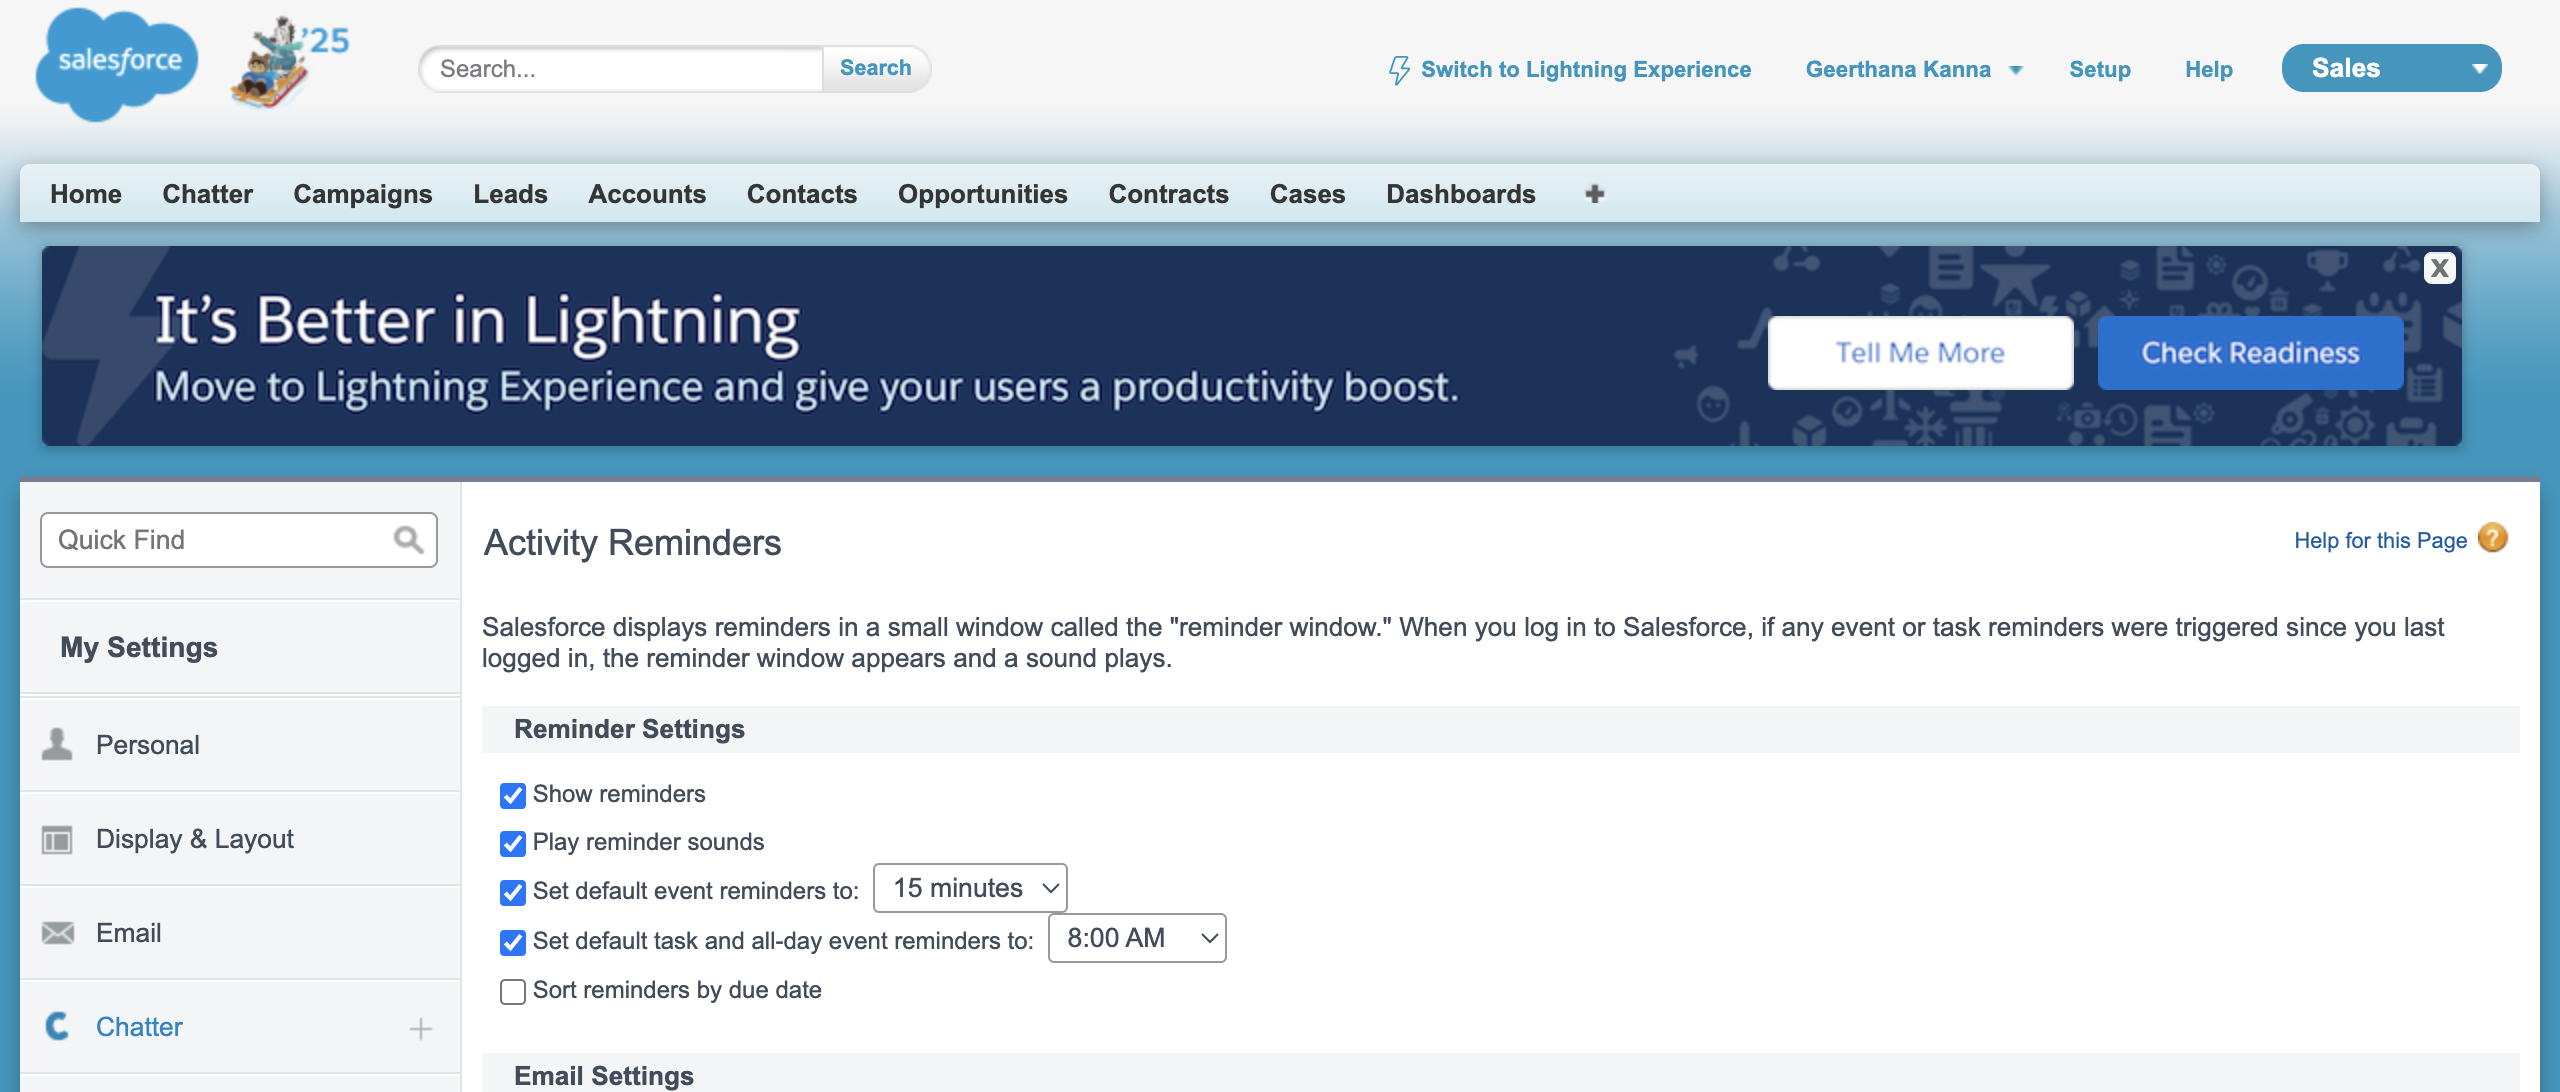 salesforce
'25
Search...
Search
Switch to Lightning Experience
Geerthana Kanna
Setup
Help
Sales
Home
Chatter
Campaigns
Leads
Accounts
Contacts
Opportunities
Contracts
Cases
Dashboards
It's Better in Lightning
Move to Lightning Experience and give your users a productivity boost.
Tell Me More
Check Readiness
X
Quick Find
My Settings
Personal
Display & Layout
Email
Chatter
Activity Reminders
Help for this Page
Salesforce displays reminders in a small window called the "reminder window." When you log in to Salesforce, if any event or task reminders were triggered since you last
logged in, the reminder window appears and a sound plays.
Reminder Settings
Show reminders
Play reminder sounds
Set default event reminders to: 15 minutes
Set default task and all-day event reminders to: 8:00 AM
Sort reminders by due date
Email Settings